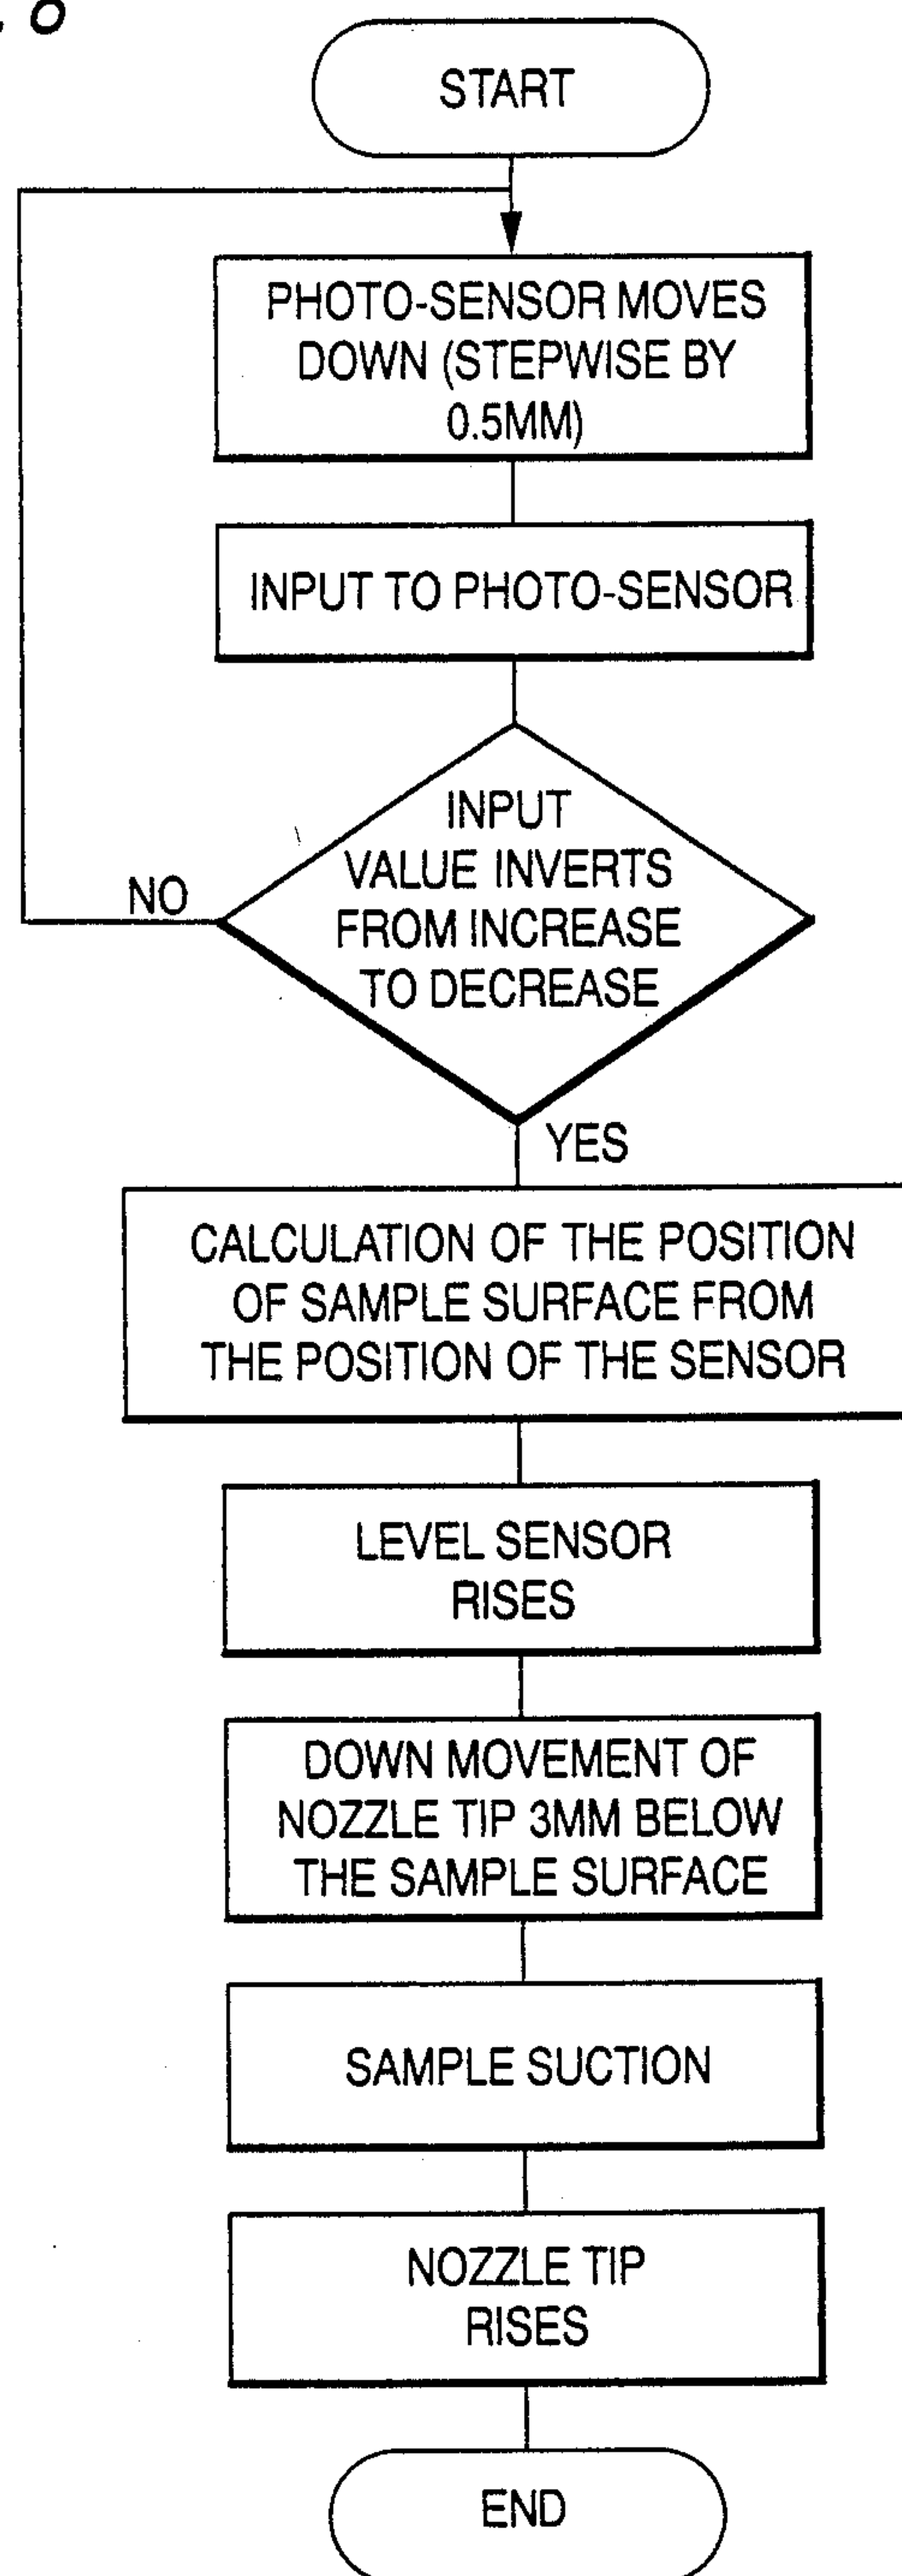 START
PHOTO-SENSOR MOVES
DOWN (STEPWISE BY
0.5MM)
INPUT TO PHOTO-SENSOR
INPUT
VALUE INVERTS
FROM INCREASE
TO DECREASE
NO
YES
CALCULATION OF THE POSITION
OF SAMPLE SURFACE FROM
THE POSITION OF THE SENSOR
LEVEL SENSOR
RISES
DOWN MOVEMENT OF
NOZZLE TIP 3MM BELOW
THE SAMPLE SURFACE
SAMPLE SUCTION
NOZZLE TIP
RISES
END